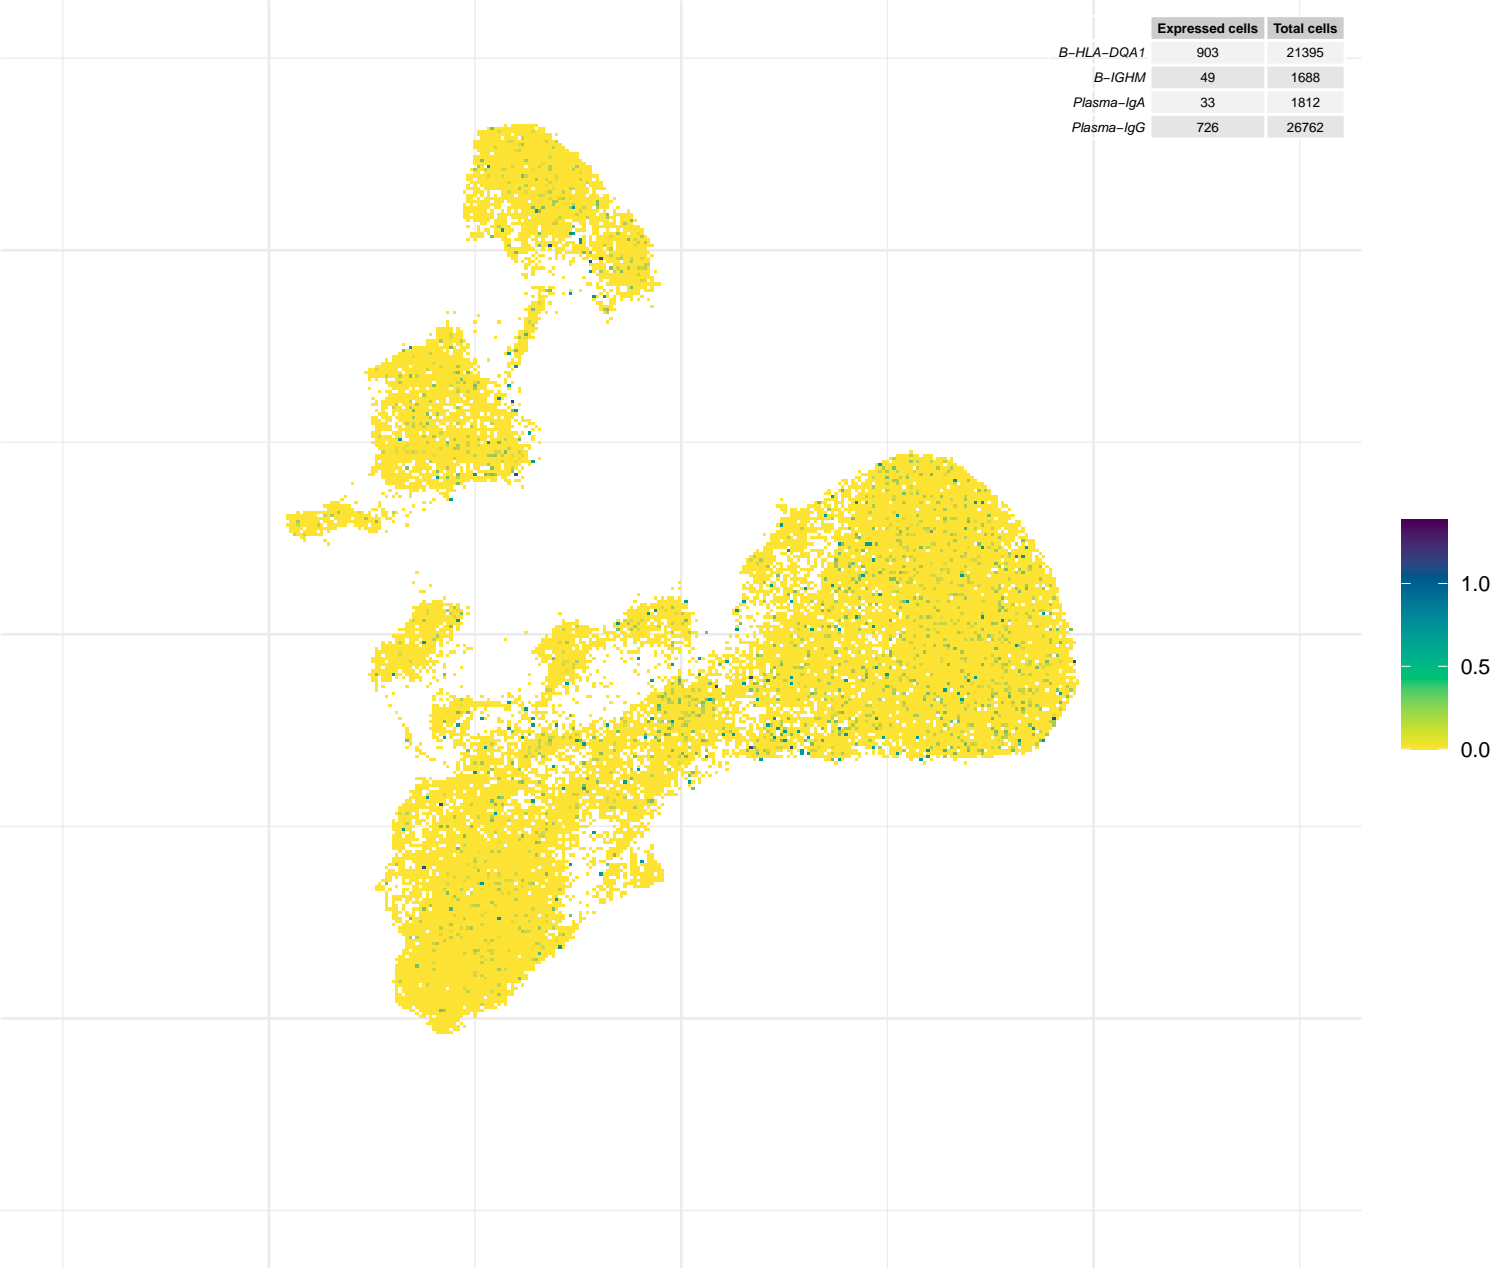 Expressed cells Total cells
B−HLA−DQA1 903 21395
B−IGHM 49 1688
Plasma−IgA 33 1812
Plasma−IgG 726 26762
1.0
0.5
0.0